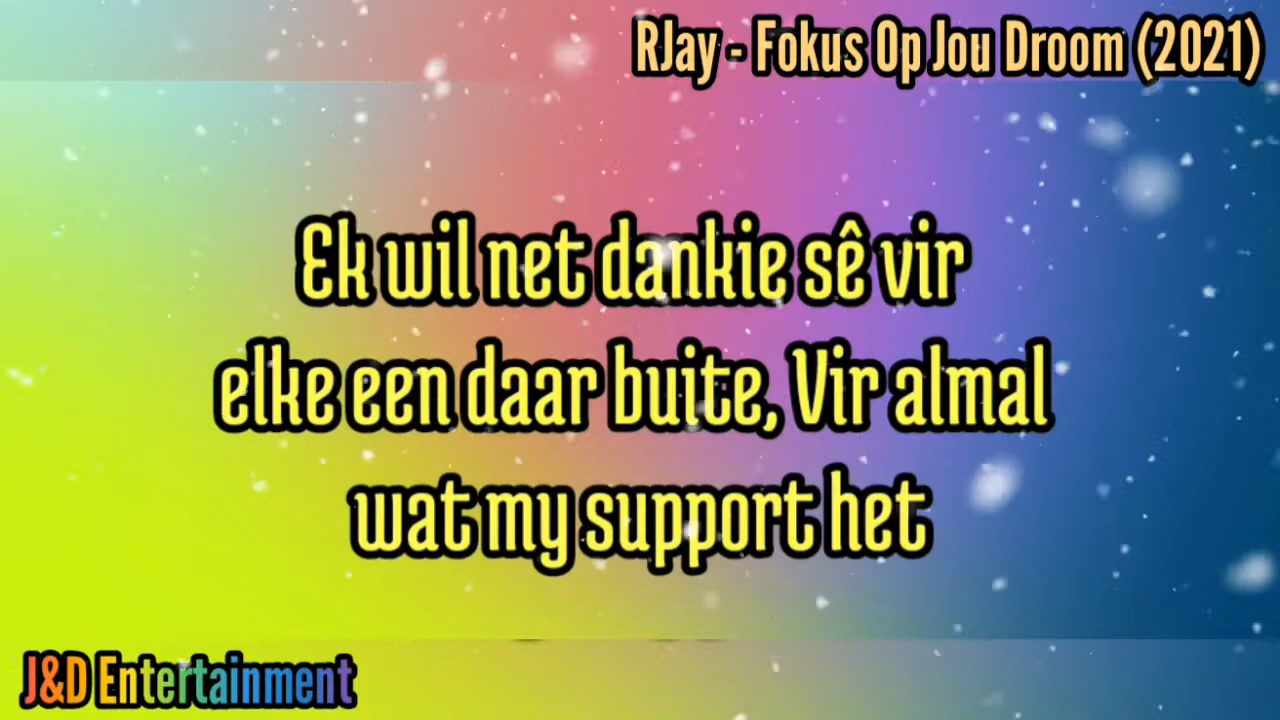 RJay - Fokus Op Jou Droom (2021)
Ek wil net dankie sê vir
elke een daar buite, Vir almal
wat my support het
J&D Entertainment